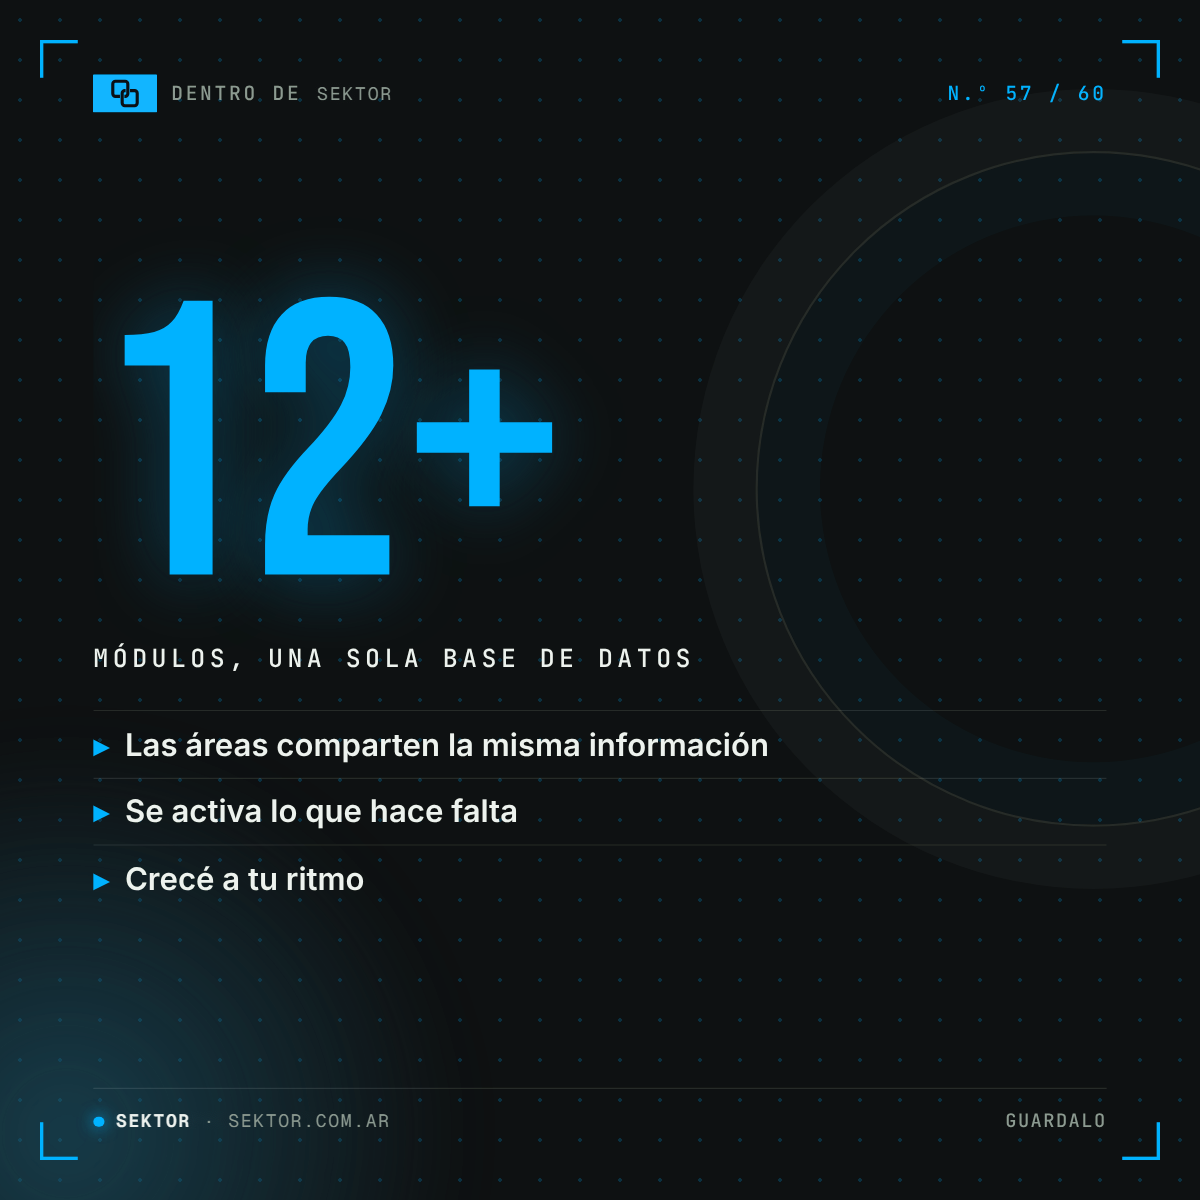 DENTRO DE SEKTOR
N.º 57 / 60
12+
MÓDULOS, UNA SOLA BASE DE DATOS
▶ Las áreas comparten la misma información
▶ Se activa lo que hace falta
▶ Crecé a tu ritmo
SEKTOR · SEKTOR.COM.AR
GUARDALO